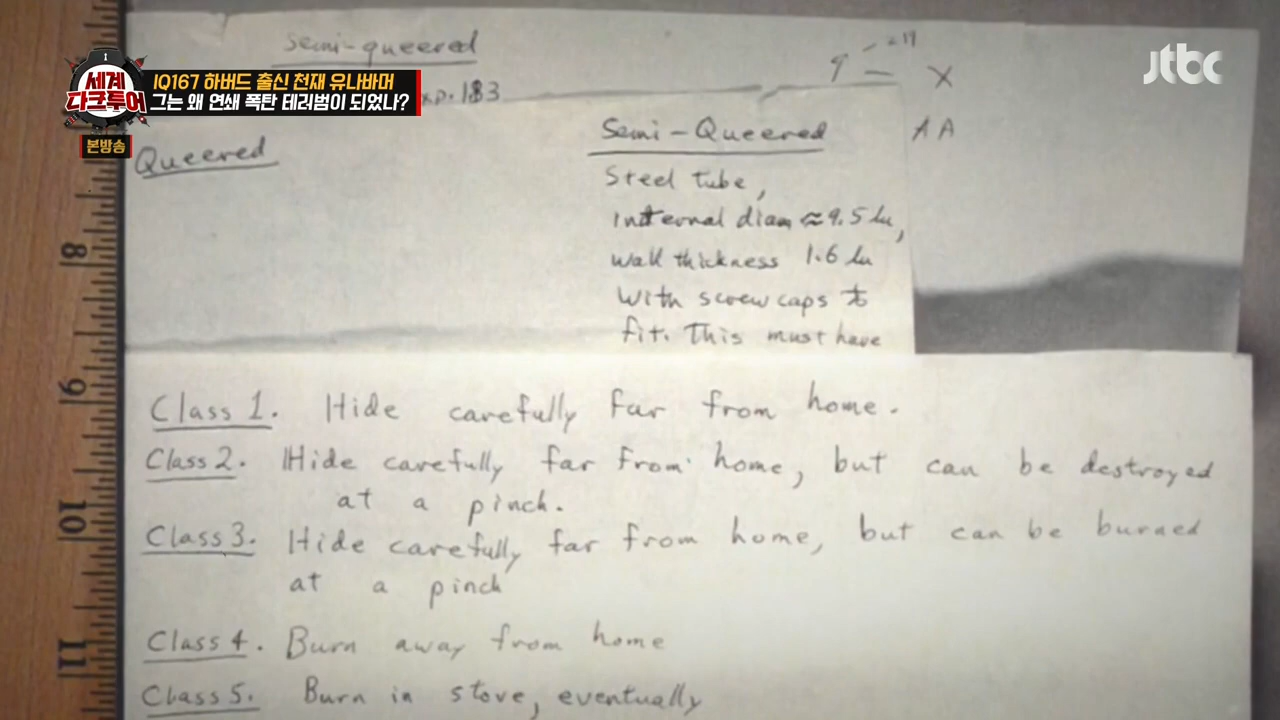 Semi-queered
세계
다크투어
IQ167 하버드 출신 천재 유나바머
그는 왜 연쇄 폭탄 테러범이 되었나?
본방송
jtbc
X
p. 183
Queered
Semi-Queered
A A
Steel tube,
internal diam ≈ 9.5
wall thickness 1.6
With screw caps to
fit. This must have
Class 1. Hide carefully far from home.
Class 2. Hide carefully far from home, but can be destroyed
at a pinch.
Class 3. Hide carefully far from home, but can be burned
at a pinch
Class 4. Burn away from home
Class 5. Burn in stove, eventually
8
9
10
11